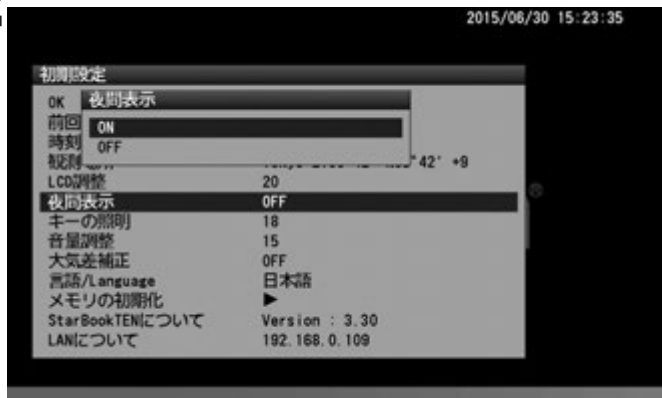 2015/06/30 15:23:35
初期設定
OK
夜間表示
前回
ON
時刻
OFF
42' +9
LCD調整 20
夜間表示 OFF
キーの照明 18
音量調整 15
大気差補正 OFF
言語/Language 日本語
メモリの初期化 ▶
StarBookTENについて Version : 3.30
LANについて 192.168.0.109